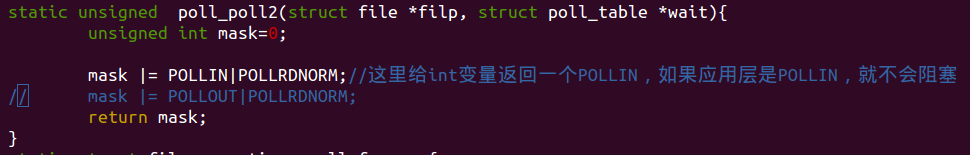 static unsigned  poll_poll2(struct file *filp, struct poll_table *wait){
        unsigned int mask=0;
        mask |= POLLIN|POLLRDNORM;//这里给int变量返回一个POLLIN，如果应用层是POLLIN，就不会阻塞
//      mask |= POLLOUT|POLLRDNORM;
        return mask;
}